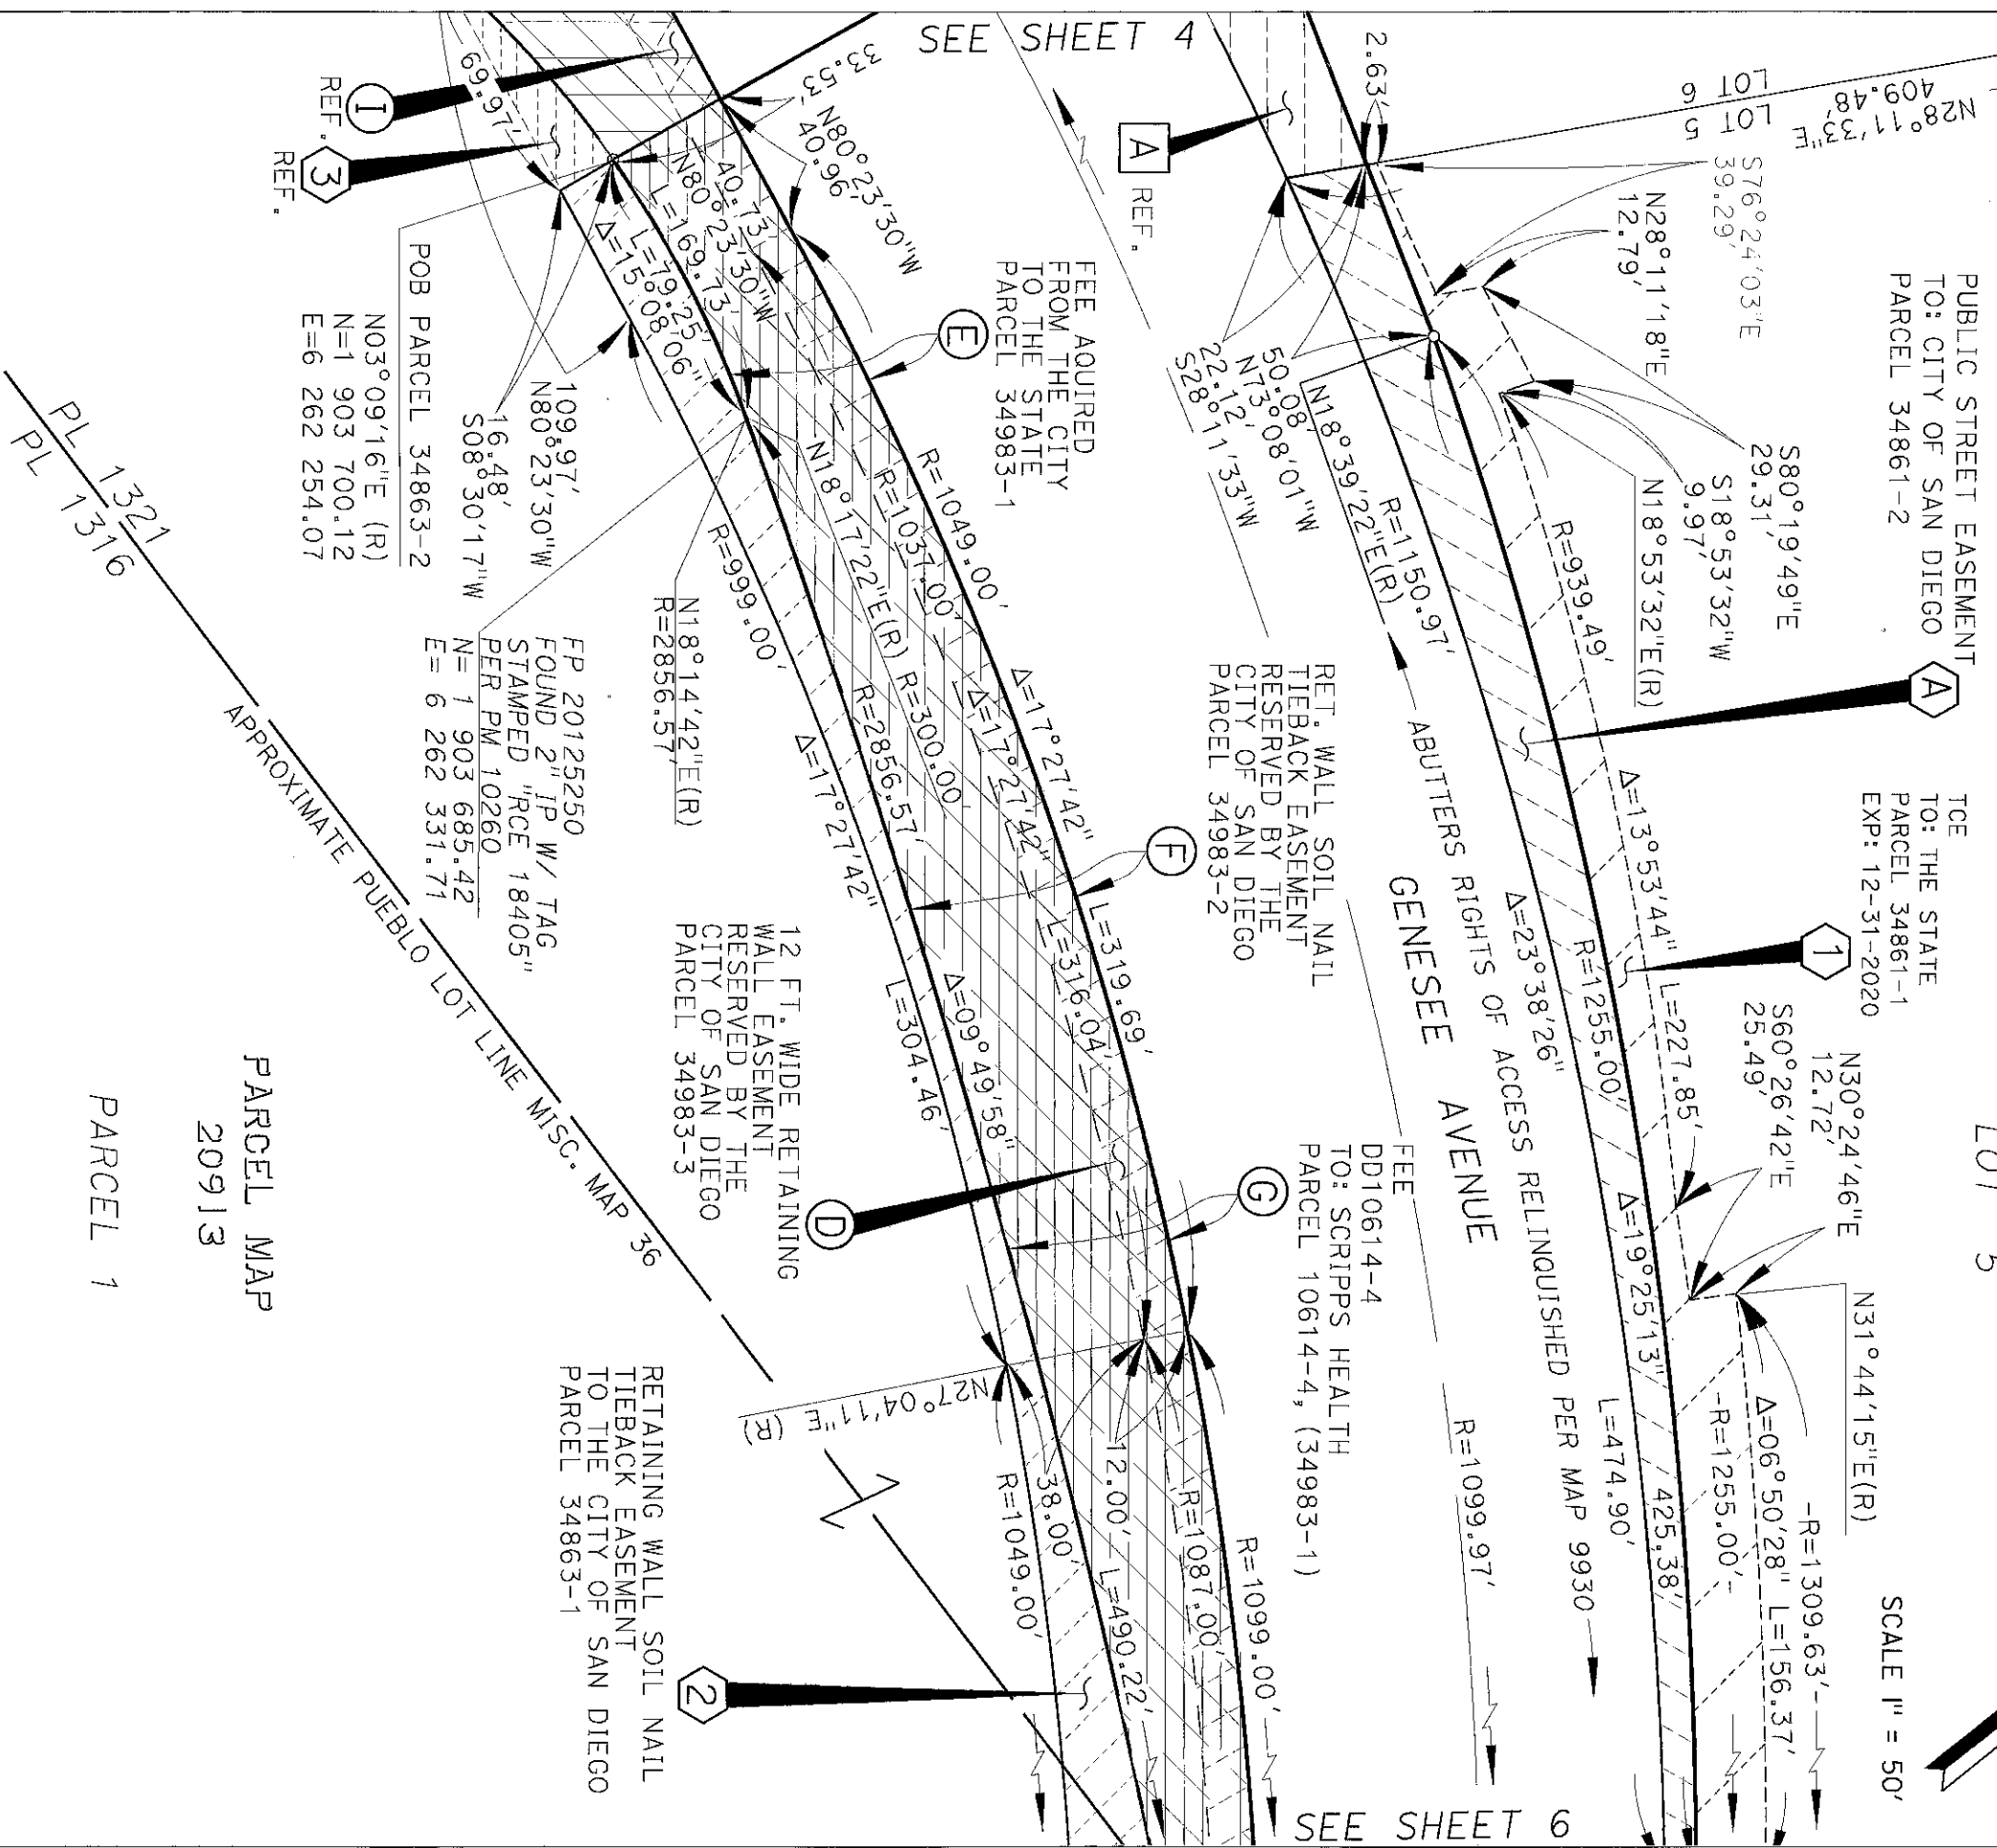 SEE SHEET 4
SEE SHEET 6
SCALE 1" = 50'
LOT 5
N28°11'33"E
409.48'
LOT 6
LOT 5
2.63'
S76°24'03"E
39.29'
N28°11'18"E
12.79'
PUBLIC STREET EASEMENT
TO: CITY OF SAN DIEGO
PARCEL 34861-2
A
S80°19'49"E
29.31'
S18°53'32"W
9.97'
N18°53'32"E(R)
TCE
TO: THE STATE
PARCEL 34861-1
EXP: 12-31-2020
1
N30°24'46"E
12.72'
S60°26'42"E
25.49'
N31°44'15"E(R)
-R=1309.63'-
Δ=06°50'28" L=156.37'
-R=1255.00'-
R=939.49'
Δ=13°53'44"
L=227.85'
R=1255.00'
Δ=19°25'13"
425.38'
R=1150.97'
Δ=23°38'26"
L=474.90'
N18°39'22"E(R)
50.08'
N73°08'01"W
22.12'
S28°11'33"W
A
REF.
ABUTTERS RIGHTS OF ACCESS RELINQUISHED PER MAP 9930
GENESEE AVENUE
R=1099.97'
FEE AQUIRED
FROM THE CITY
TO THE STATE
PARCEL 34983-1
RET. WALL SOIL NAIL
TIEBACK EASEMENT
RESERVED BY THE
CITY OF SAN DIEGO
PARCEL 34983-2
FEE
DD10614-4
TO: SCRIPPS HEALTH
PARCEL 10614-4, (34983-1)
E
F
G
33.53'
N80°23'30"W
40.96'
40.73'
N80°23'30"W
L=169.73'
L=79.25'
Δ=15°08'06"
69.97'
I
REF.
3
REF.
R=1049.00'
Δ=17°27'42"
L=319.69'
R=1037.00'
Δ=17°27'42"
L=316.04'
N18°17'22"E(R) R=300.00'
R=2856.57'
Δ=09°49'58"
L=490.22'
R=999.00'
Δ=17°27'42"
L=304.46'
R=1099.00'
R=1087.00'
12.00'
38.00'
R=1049.00'
N27°04'11"E (R)
N18°14'42"E(R)
R=2856.57'
109.97'
N80°23'30"W
16.48'
S08°30'17"W
POB PARCEL 34863-2
N03°09'16"E (R)
N=1 903 700.12
E=6 262 254.07
FP 20125250
FOUND 2" IP W/ TAG
STAMPED "RCE 18405"
PER PM 10260
N= 1 903 685.42
E= 6 262 331.71
D
12 FT. WIDE RETAINING
WALL EASEMENT
RESERVED BY THE
CITY OF SAN DIEGO
PARCEL 34983-3
2
RETAINING WALL SOIL NAIL
TIEBACK EASEMENT
TO THE CITY OF SAN DIEGO
PARCEL 34863-1
PL 1321
PL 1316
APPROXIMATE PUEBLO LOT LINE MISC. MAP 36
PARCEL MAP
20913
PARCEL 1